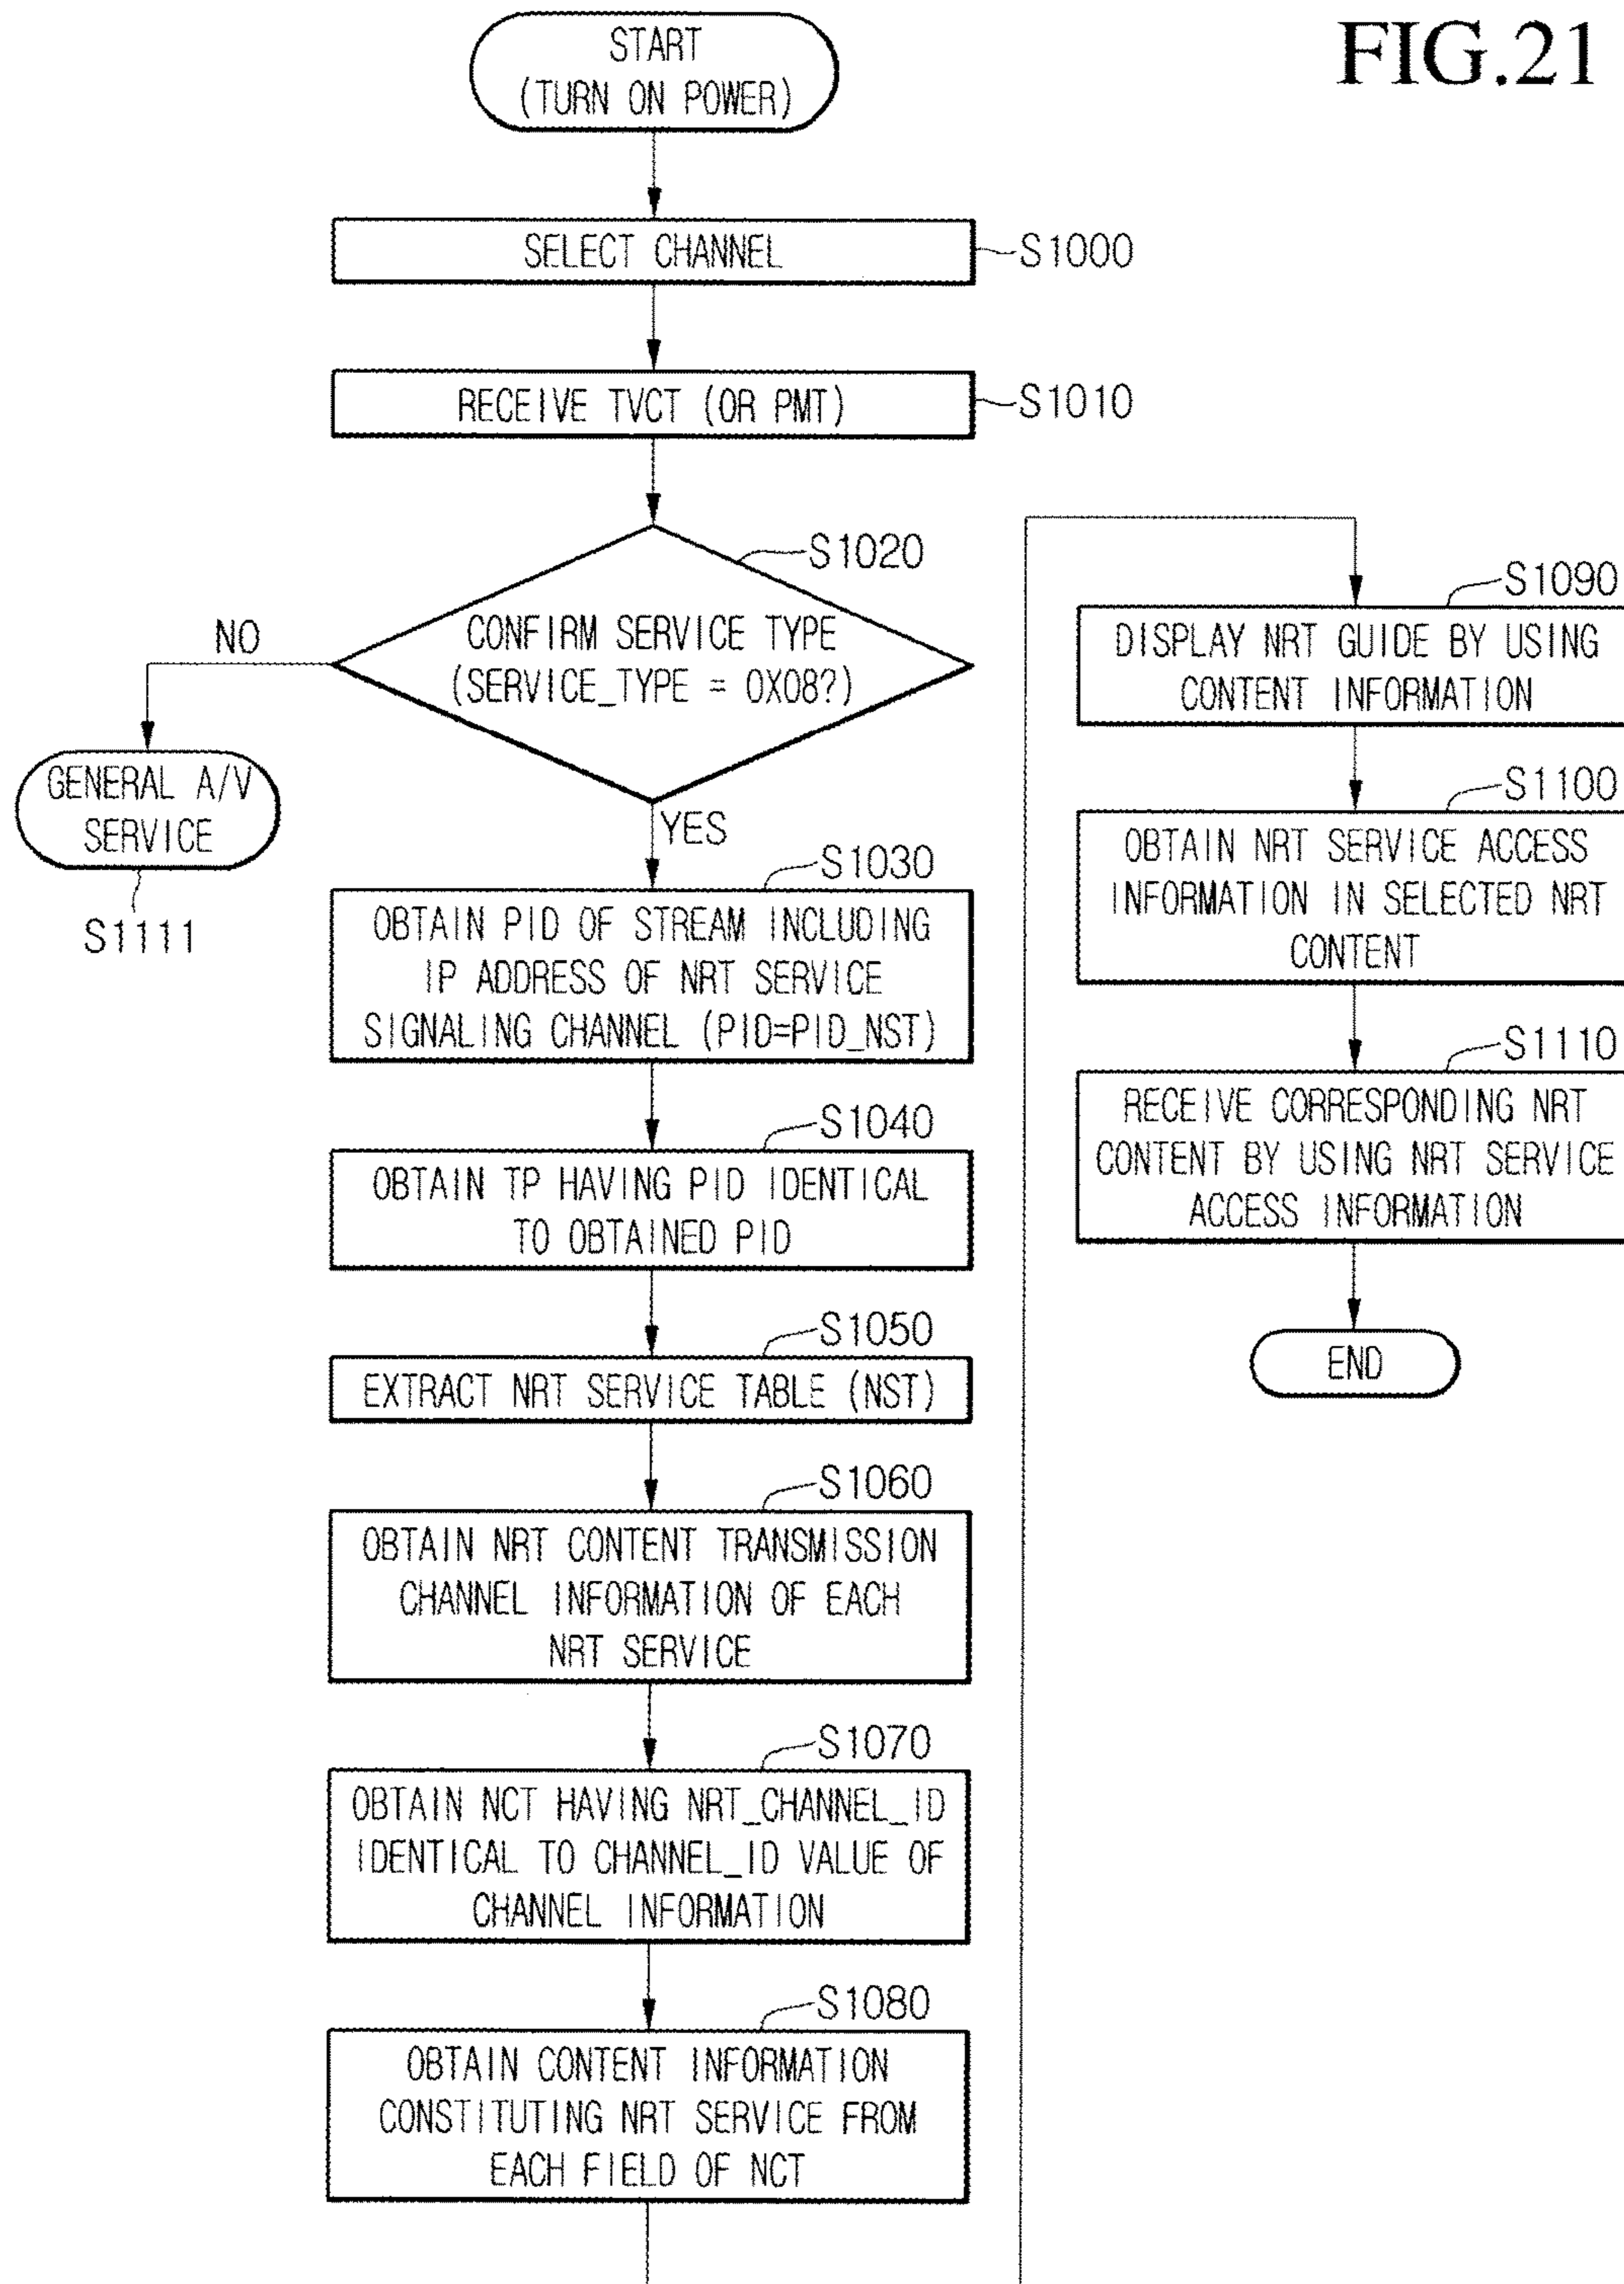 FIG.21
START
(TURN ON POWER)
SELECT CHANNEL
S1000
RECEIVE TVCT (OR PMT)
S1010
S1020
CONFIRM SERVICE TYPE
(SERVICE_TYPE = 0X08?)
NO
GENERAL A/V
SERVICE
S1111
YES
S1030
OBTAIN PID OF STREAM INCLUDING
IP ADDRESS OF NRT SERVICE
SIGNALING CHANNEL (PID=PID_NST)
S1040
OBTAIN TP HAVING PID IDENTICAL
TO OBTAINED PID
S1050
EXTRACT NRT SERVICE TABLE (NST)
S1060
OBTAIN NRT CONTENT TRANSMISSION
CHANNEL INFORMATION OF EACH
NRT SERVICE
S1070
OBTAIN NCT HAVING NRT_CHANNEL_ID
IDENTICAL TO CHANNEL_ID VALUE OF
CHANNEL INFORMATION
S1080
OBTAIN CONTENT INFORMATION
CONSTITUTING NRT SERVICE FROM
EACH FIELD OF NCT
S1090
DISPLAY NRT GUIDE BY USING
CONTENT INFORMATION
S1100
OBTAIN NRT SERVICE ACCESS
INFORMATION IN SELECTED NRT
CONTENT
S1110
RECEIVE CORRESPONDING NRT
CONTENT BY USING NRT SERVICE
ACCESS INFORMATION
END